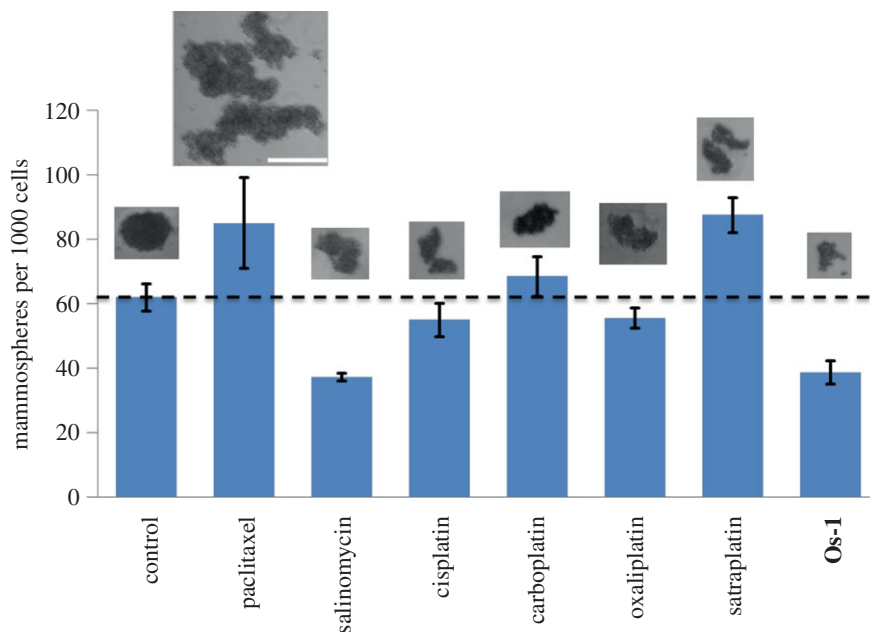 mammospheres per 1000 cells
120
100
80
60
40
20
0
control
paclitaxel
salinomycin
cisplatin
carboplatin
oxaliplatin
satraplatin
Os-1